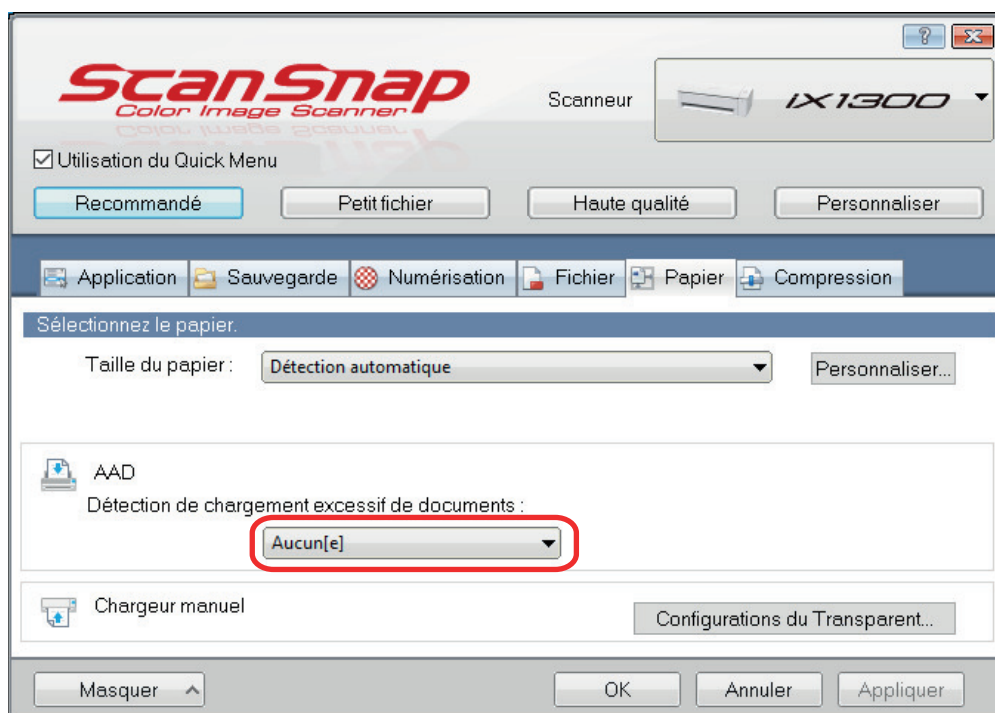 ScanSnap
Color Image Scanner
Scanneur
iX1300
Utilisation du Quick Menu
Recommandé Petit fichier Haute qualité Personnaliser
Application Sauvegarde Numérisation Fichier Papier Compression
Sélectionnez le papier.
Taille du papier : Détection automatique Personnaliser...
AAD
Détection de chargement excessif de documents :
Aucun[e]
Chargeur manuel
Configurations du Transparent...
Masquer OK Annuler Appliquer